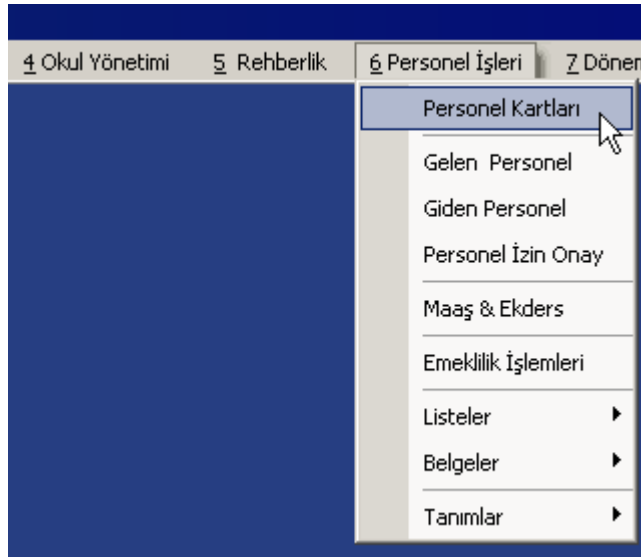 4 Okul Yönetimi 5 Rehberlik 6 Personel İşleri 7 Döner
Personel Kartları
Gelen Personel
Giden Personel
Personel İzin Onay
Maaş & Ekders
Emeklilik İşlemleri
Listeler
Belgeler
Tanımlar